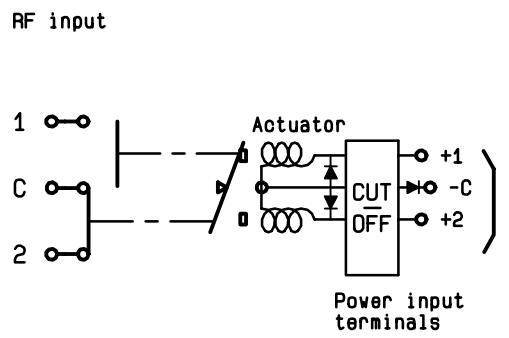 RF input
1
Actuator
+1
C
CUT
-C
OFF
+2
2
Power input
terminals